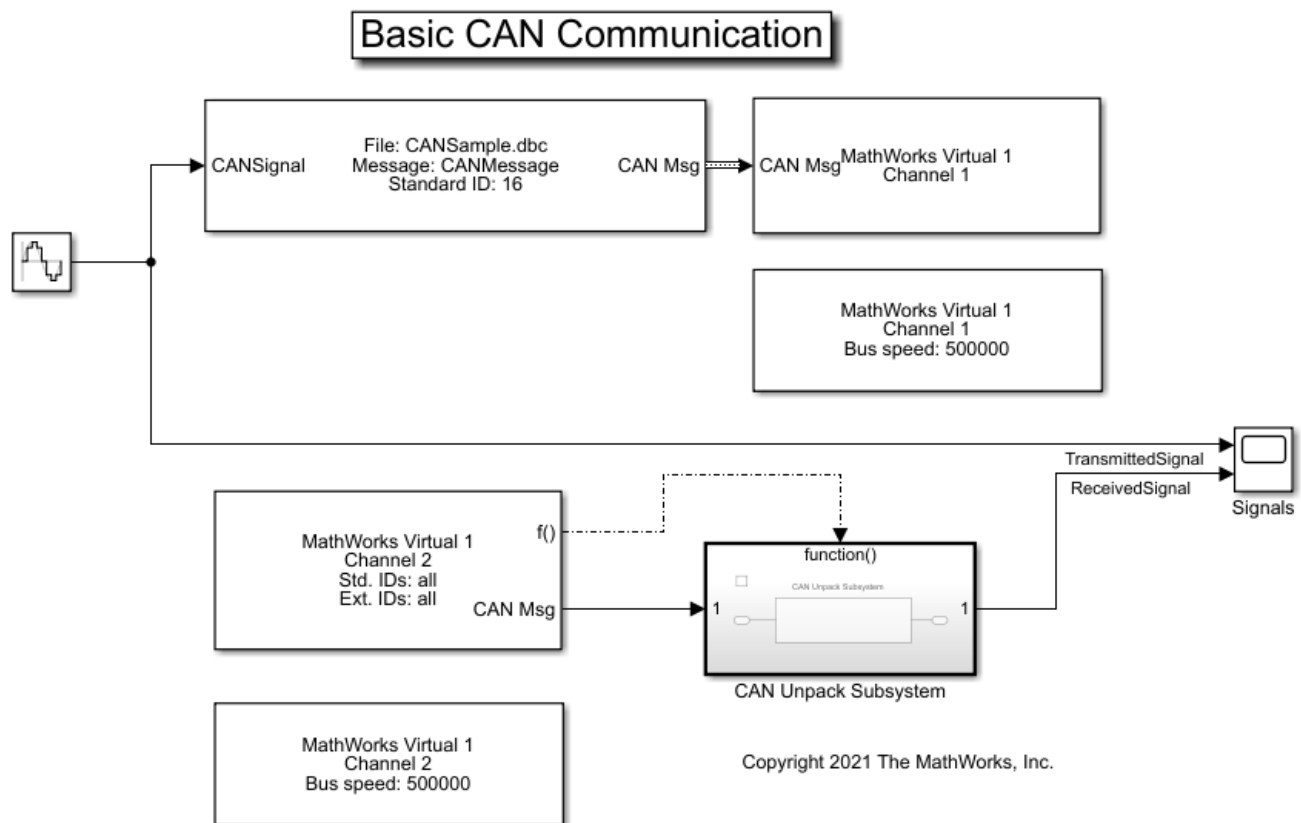 Basic CAN Communication
CANSignal
File: CANSample.dbc
Message: CANMessage
Standard ID: 16
CAN Msg
CAN Msg
MathWorks Virtual 1
Channel 1
MathWorks Virtual 1
Channel 1
Bus speed: 500000
TransmittedSignal
ReceivedSignal
Signals
MathWorks Virtual 1
Channel 2
Std. IDs: all
Ext. IDs: all
f()
CAN Msg
function()
CAN Unpack Subsystem
1
1
CAN Unpack Subsystem
MathWorks Virtual 1
Channel 2
Bus speed: 500000
Copyright 2021 The MathWorks, Inc.